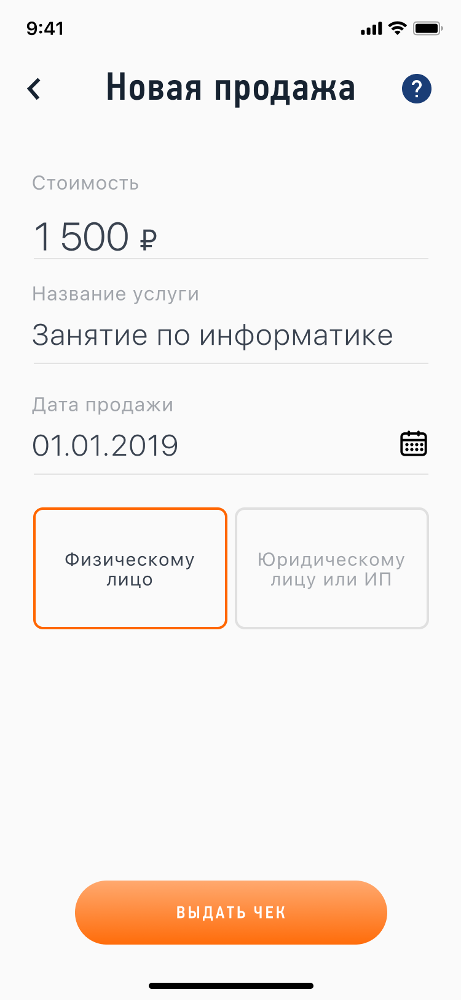 9:41
Новая продажа
?
Стоимость
1 500 ₽
Название услуги
Занятие по информатике
Дата продажи
01.01.2019
Физическому
лицо
Юридическому
лицу или ИП
ВЫДАТЬ ЧЕК